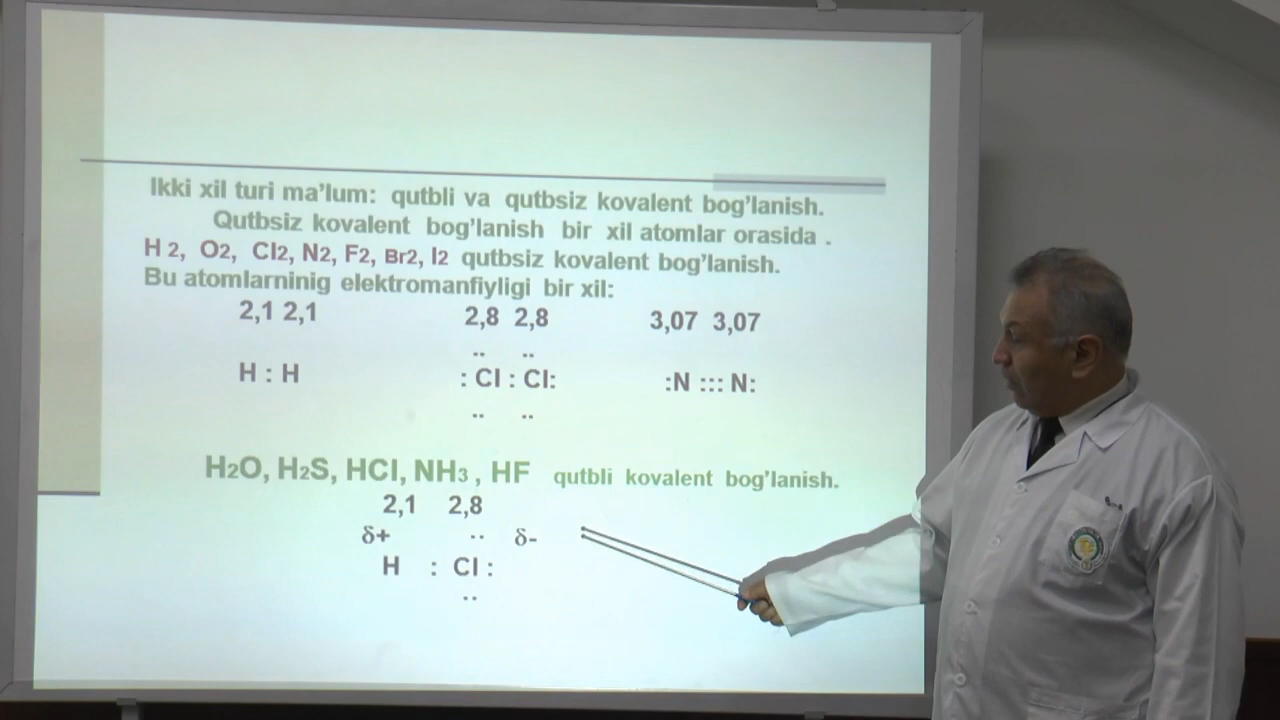 Ikki xil turi ma'lum: qutbli va qutbsiz kovalent bog'lanish.
Qutbsiz kovalent bog'lanish bir xil atomlar orasida .
H 2, O2, Cl2, N2, F2, Br2, I2 qutbsiz kovalent bog'lanish.
Bu atomlarninig elektromanfiyligi bir xil:
2,1 2,1 2,8 2,8 3,07 3,07
.. ..
H : H : Cl : Cl: :N ::: N:
.. ..
H2O, H2S, HCl, NH3 , HF qutbli kovalent bog'lanish.
2,1 2,8
δ+ .. δ-
H : Cl :
..